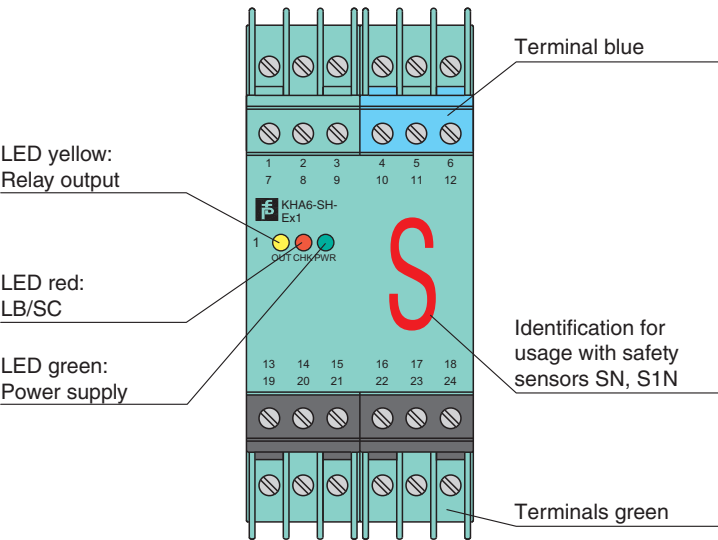 Terminal blue
LED yellow:
Relay output
1 2 3 4 5 6
7 8 9 10 11 12
KHA6-SH-
Ex1
1
OUT CHK PWR
S
LED red:
LB/SC
Identification for
usage with safety
sensors SN, S1N
LED green:
Power supply
13 14 15 16 17 18
19 20 21 22 23 24
Terminals green